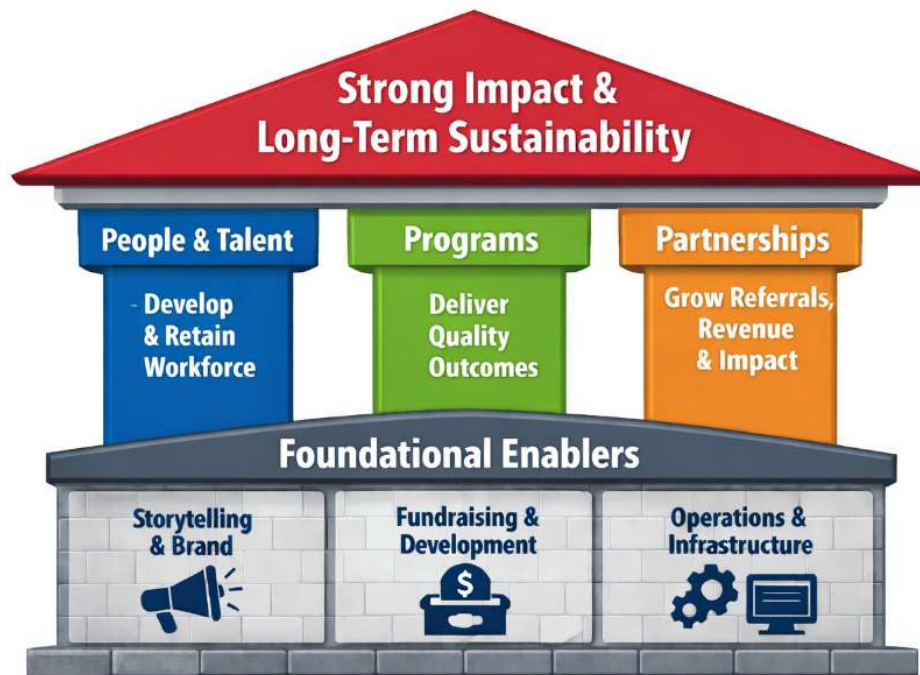 Strong Impact &
Long-Term Sustainability
People & Talent
- Develop
& Retain
Workforce
Programs
Deliver
Quality
Outcomes
Partnerships
Grow Referrals,
Revenue
& Impact
Foundational Enablers
Storytelling
& Brand
Fundraising &
Development
$
Operations &
Infrastructure